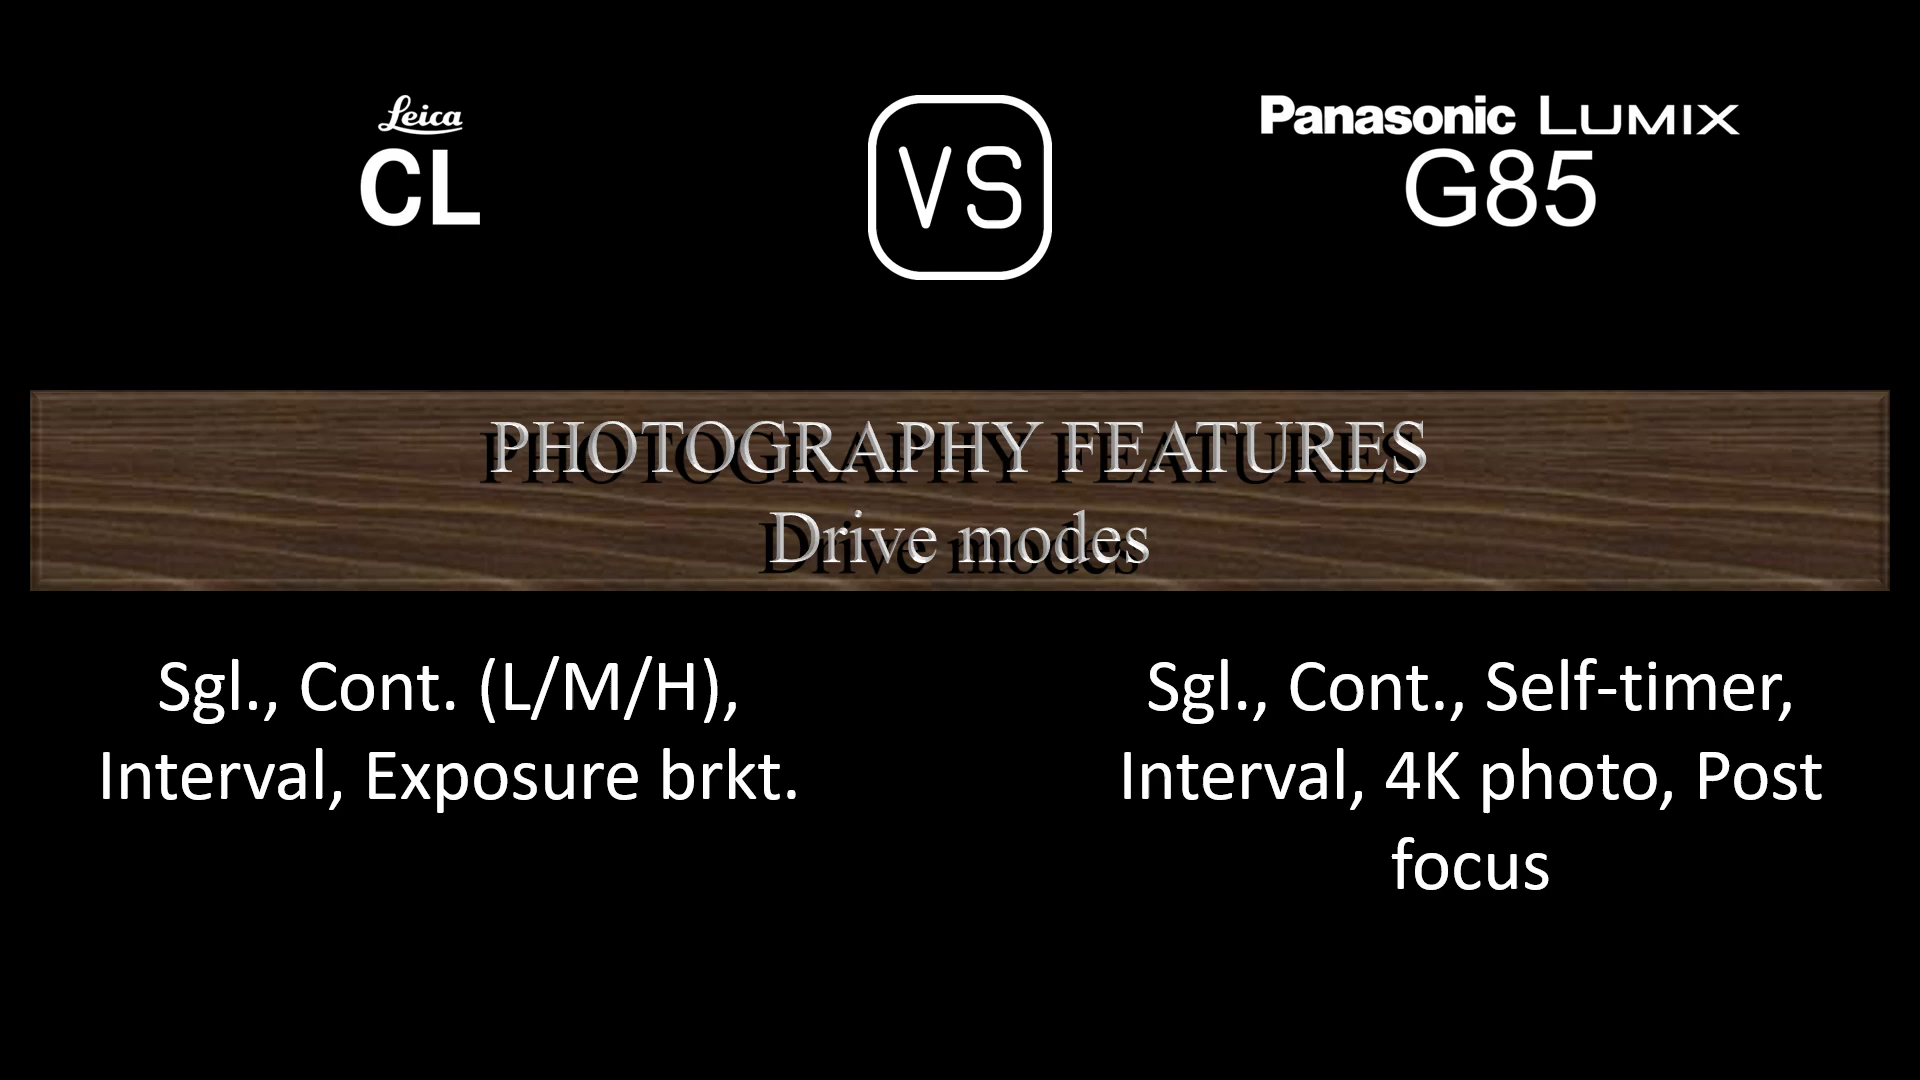 Leica
CL
VS
Panasonic LUMIX
G85
PHOTOGRAPHY FEATURES
Drive modes
Sgl., Cont. (L/M/H),
Interval, Exposure brkt.
Sgl., Cont., Self-timer,
Interval, 4K photo, Post
focus